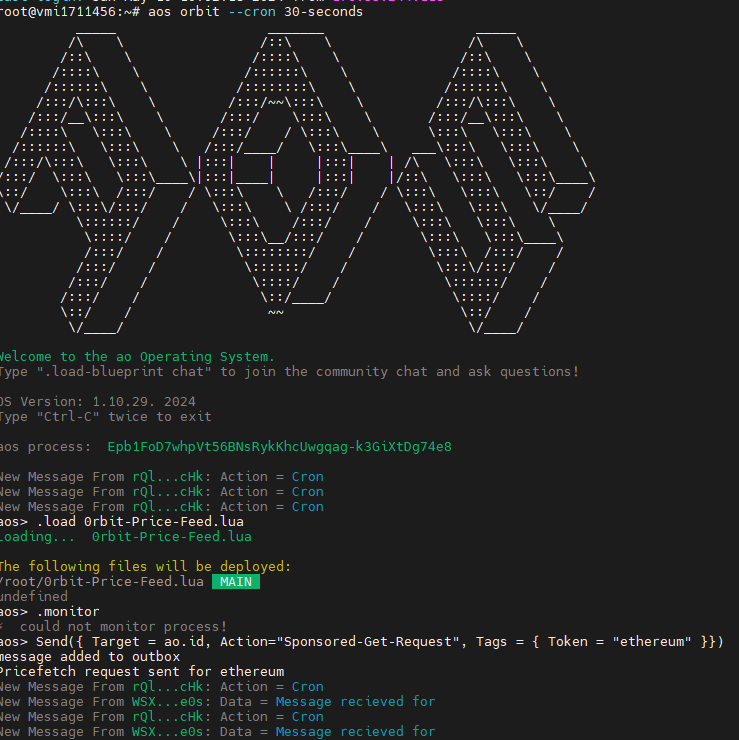 root@vmi1711456:~# aos orbit --cron 30-seconds
Welcome to the ao Operating System.
Type ".load-blueprint chat" to join the community chat and ask questions!
OS Version: 1.10.29. 2024
Type "Ctrl-C" twice to exit
aos process:  Epb1FoD7whpVt56BNsRykKhcUwgqag-k3GiXtDg74e8
New Message From rQl...cHk: Action = Cron
New Message From rQl...cHk: Action = Cron
New Message From rQl...cHk: Action = Cron
aos> .load 0rbit-Price-Feed.lua
Loading...  0rbit-Price-Feed.lua
The following files will be deployed:
/root/0rbit-Price-Feed.lua MAIN
undefined
aos> .monitor
could not monitor process!
aos> Send({ Target = ao.id, Action="Sponsored-Get-Request", Tags = { Token = "ethereum" }})
message added to outbox
Pricefetch request sent for ethereum
New Message From rQl...cHk: Action = Cron
New Message From WSX...e0s: Data = Message recieved for
New Message From rQl...cHk: Action = Cron
New Message From WSX...e0s: Data = Message recieved for